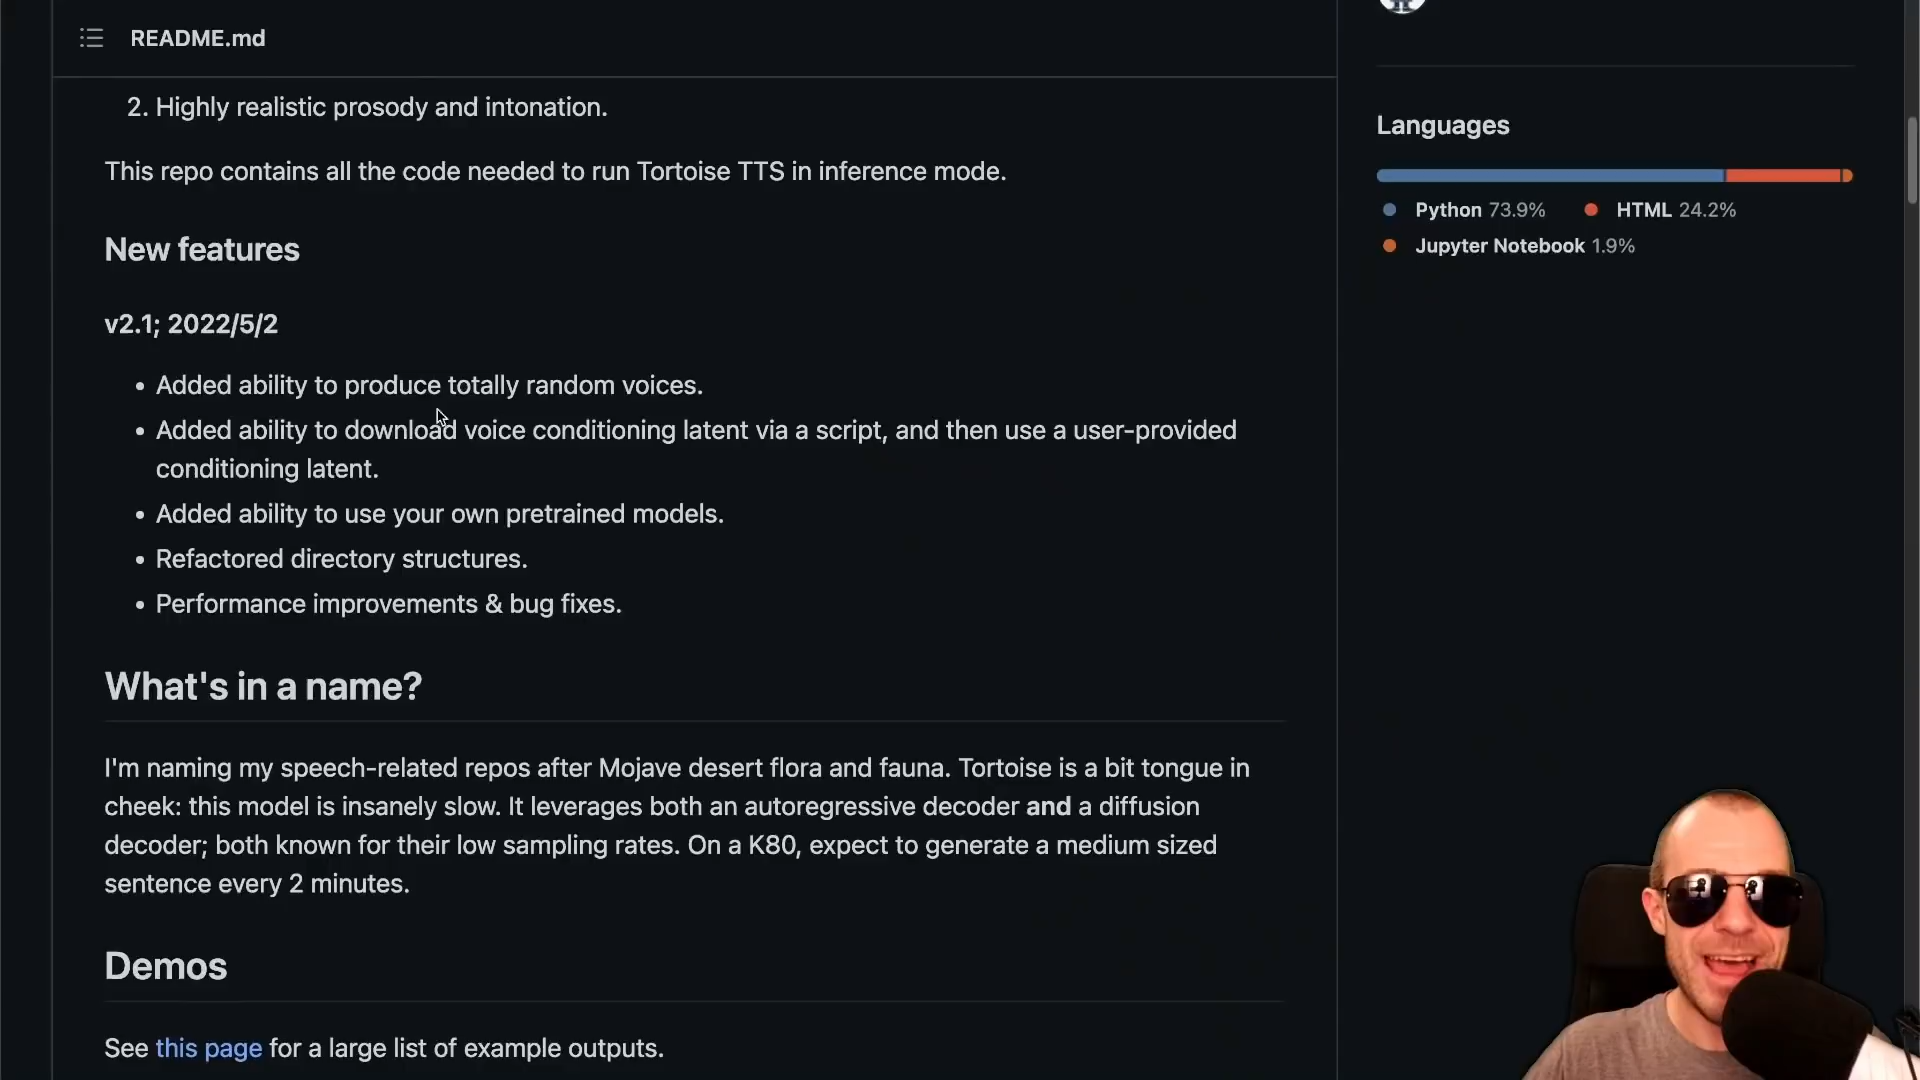 README.md
2. Highly realistic prosody and intonation.
This repo contains all the code needed to run Tortoise TTS in inference mode.
New features
v2.1; 2022/5/2
• Added ability to produce totally random voices.
• Added ability to download voice conditioning latent via a script, and then use a user-provided
conditioning latent.
• Added ability to use your own pretrained models.
• Refactored directory structures.
• Performance improvements & bug fixes.
What's in a name?
I'm naming my speech-related repos after Mojave desert flora and fauna. Tortoise is a bit tongue in
cheek: this model is insanely slow. It leverages both an autoregressive decoder and a diffusion
decoder; both known for their low sampling rates. On a K80, expect to generate a medium sized
sentence every 2 minutes.
Demos
See this page for a large list of example outputs.
Languages
Python 73.9% HTML 24.2%
Jupyter Notebook 1.9%